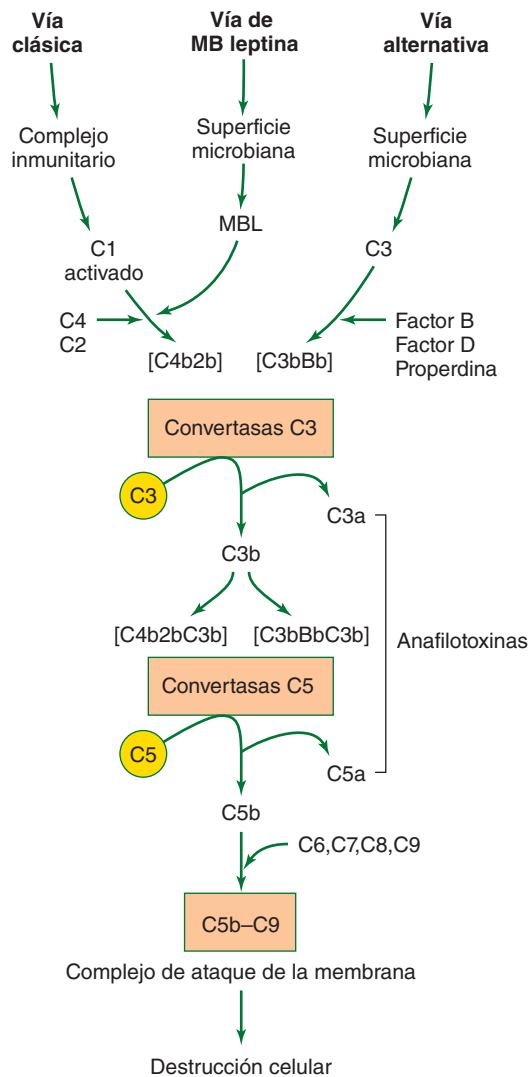 Vía
clásica
Vía de
MB leptina
Vía
alternativa
Complejo
inmunitario
Superficie
microbiana
Superficie
microbiana
MBL
C1
activado
C3
C4
C2
Factor B
Factor D
Properdina
[C4b2b]
[C3bBb]
Convertasas C3
C3
C3a
C3b
[C4b2bC3b]
[C3bBbC3b]
Anafilotoxinas
Convertasas C5
C5
C5a
C5b
C6,C7,C8,C9
C5b–C9
Complejo de ataque de la membrana
Destrucción celular